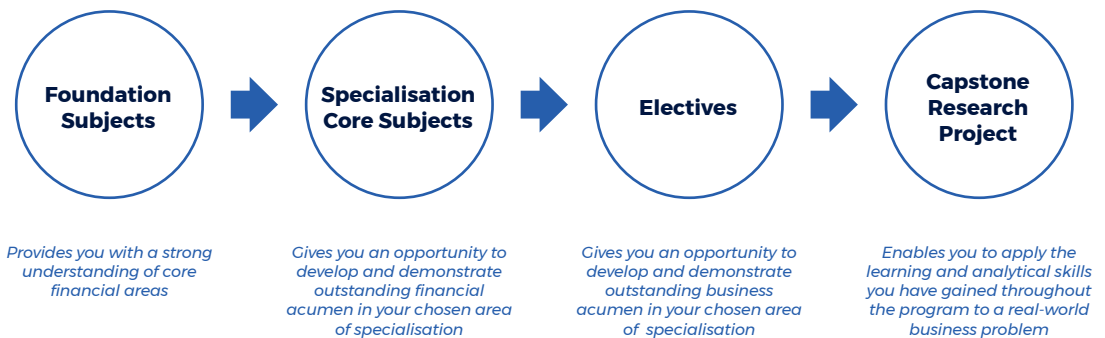 Foundation
Subjects
Specialisation
Core Subjects
Electives
Capstone
Research
Project
Provides you with a strong
understanding of core
financial areas
Gives you an opportunity to
develop and demonstrate
outstanding financial
acumen in your chosen area
of specialisation
Gives you an opportunity to
develop and demonstrate
outstanding business
acumen in your chosen area
of specialisation
Enables you to apply the
learning and analytical skills
you have gained throughout
the program to a real-world
business problem